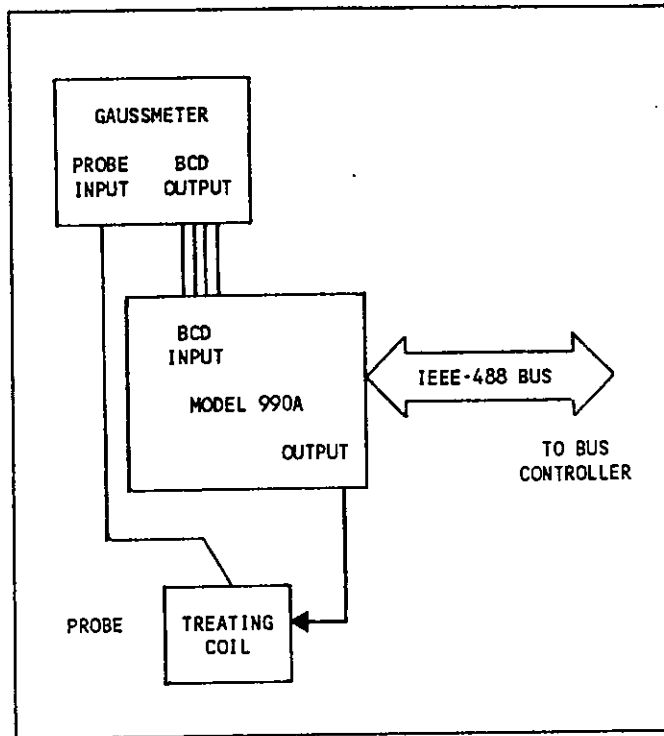 GAUSSMETER
PROBE BCD
INPUT OUTPUT
BCD
INPUT
MODEL 990A
OUTPUT
IEEE-488 BUS
TO BUS
CONTROLLER
PROBE
TREATING
COIL